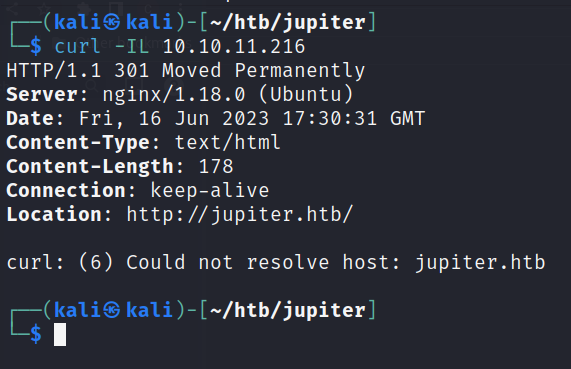 ┌──(kali㉿kali)-[~/htb/jupiter]
└─$ curl -IL 10.10.11.216
HTTP/1.1 301 Moved Permanently
Server: nginx/1.18.0 (Ubuntu)
Date: Fri, 16 Jun 2023 17:30:31 GMT
Content-Type: text/html
Content-Length: 178
Connection: keep-alive
Location: http://jupiter.htb/
curl: (6) Could not resolve host: jupiter.htb
┌──(kali㉿kali)-[~/htb/jupiter]
└─$